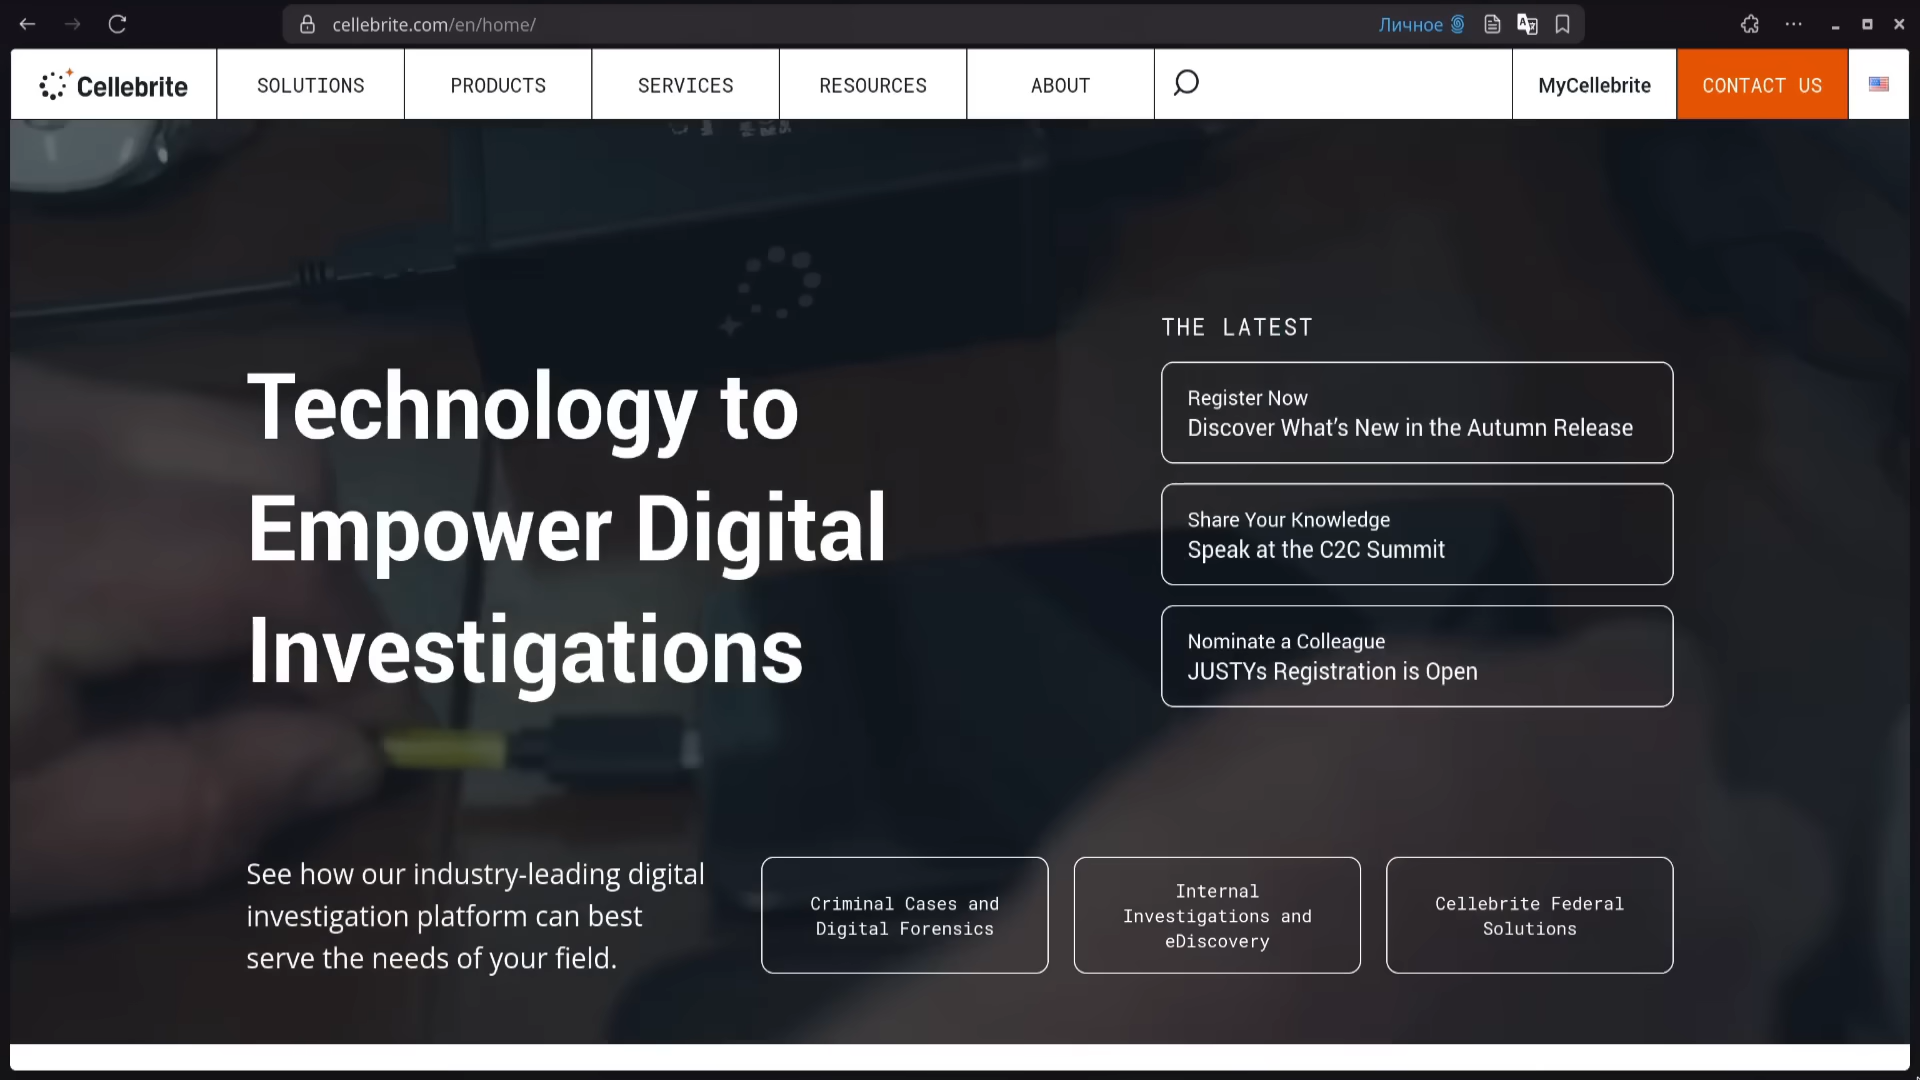 cellebrite.com/en/home/
Личное
Cellebrite
SOLUTIONS
PRODUCTS
SERVICES
RESOURCES
ABOUT
MyCellebrite
CONTACT US
Technology to
Empower Digital
Investigations
THE LATEST
Register Now
Discover What’s New in the Autumn Release
Share Your Knowledge
Speak at the C2C Summit
Nominate a Colleague
JUSTYs Registration is Open
See how our industry-leading digital
investigation platform can best
serve the needs of your field.
Criminal Cases and
Digital Forensics
Internal
Investigations and
eDiscovery
Cellebrite Federal
Solutions